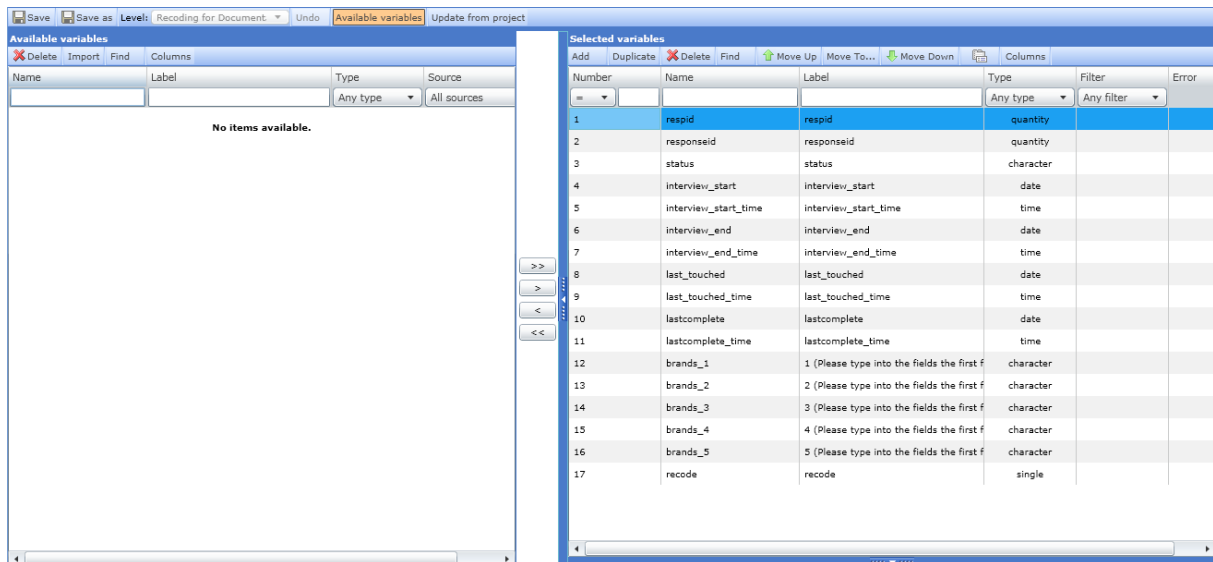 Save Save as Level: Recoding for Document. Undo Available variables Update from project
Available variables
Delete Import Find Columns
Name Label Type Source
Any type All sources
No items available.
>>
>
<
<<
Selected variables
Add Duplicate Delete Find Move Up Move To... Move Down Columns
Number Name Label Type Filter Error
= Any type Any filter
1 respid respid quantity
2 responseid responseid quantity
3 status status character
4 interview_start interview_start date
5 interview_start_time interview_start_time time
6 interview_end interview_end date
7 interview_end_time interview_end_time time
8 last_touched last_touched date
9 last_touched_time last_touched_time time
10 lastcomplete lastcomplete date
11 lastcomplete_time lastcomplete_time time
12 brands_1 1 (Please type into the fields the first f character
13 brands_2 2 (Please type into the fields the first f character
14 brands_3 3 (Please type into the fields the first f character
15 brands_4 4 (Please type into the fields the first f character
16 brands_5 5 (Please type into the fields the first f character
17 recode recode single